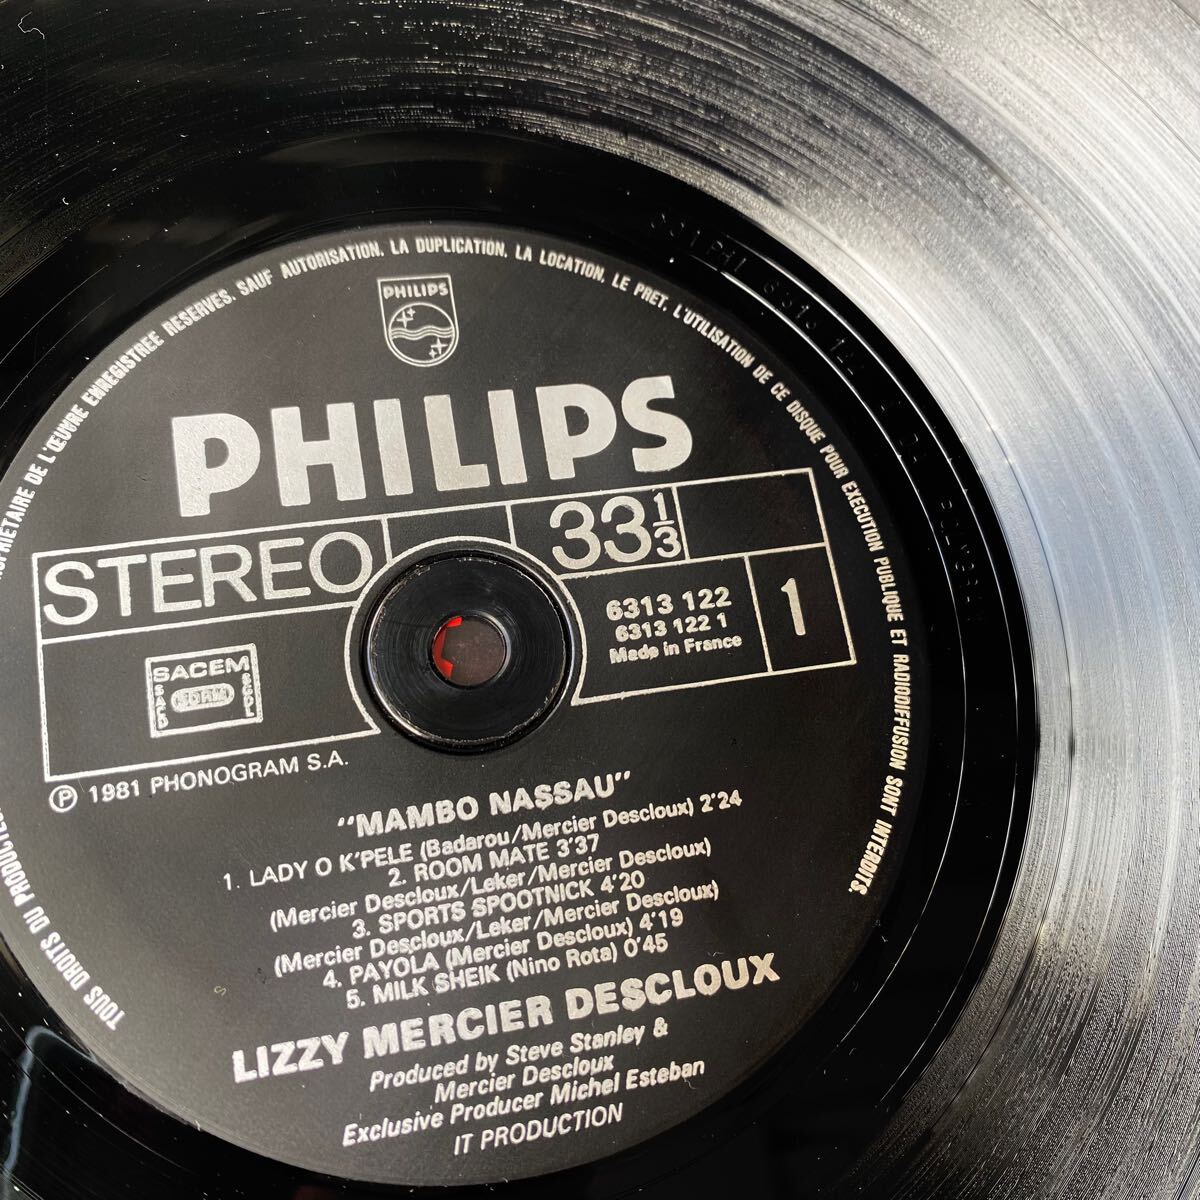 TOUS DROITS DU PRODUCTEUR
PROPRIETAIRE DE L'ŒUVRE ENREGISTREE RESERVES. SAUF AUTORISATION, LA DUPLICATION, LA LOCATION, LE PRET, L'UTILISATION DE CE DISQUE POUR EXECUTION PUBLIQUE ET RADIODIFFUSION SONT INTERDITS.
PHILIPS
PHILIPS
STEREO
33 1/3
6313 122
6313 122 1
Made in France
1
SACEM
SACD
SDRM
SGDL
℗ 1981 PHONOGRAM S.A.
"MAMBO NASSAU"
1. LADY O K'PELE (Badarou/Mercier Descloux) 2'24
2. ROOM MATE 3'37
(Mercier Descloux/Leker/Mercier Descloux)
3. SPORTS SPOOTNICK 4'20
(Mercier Descloux/Leker/Mercier Descloux)
4. PAYOLA (Mercier Descloux) 4'19
5. MILK SHEIK (Nino Rota) 0'45
LIZZY MERCIER DESCLOUX
Produced by Steve Stanley &
Mercier Descloux
Exclusive Producer Michel Esteban
IT PRODUCTION